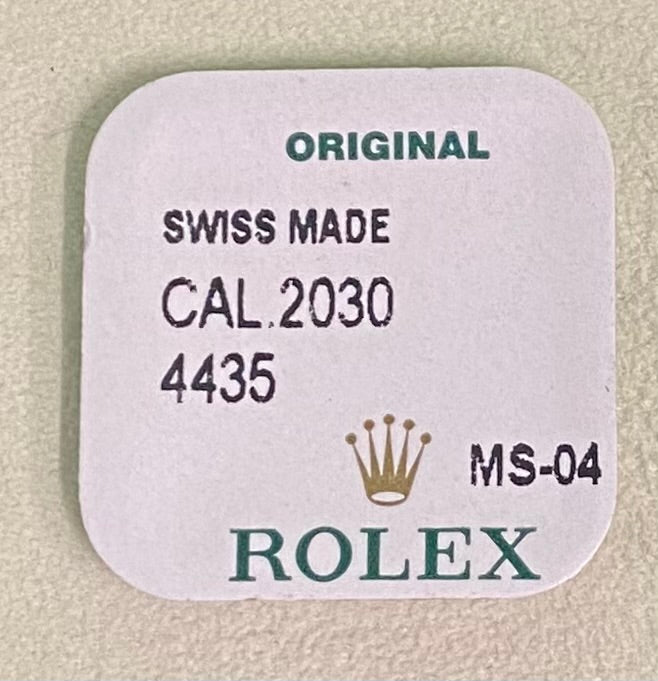 ORIGINAL
SWISS MADE
CAL.2030
4435
MS-04
ROLEX